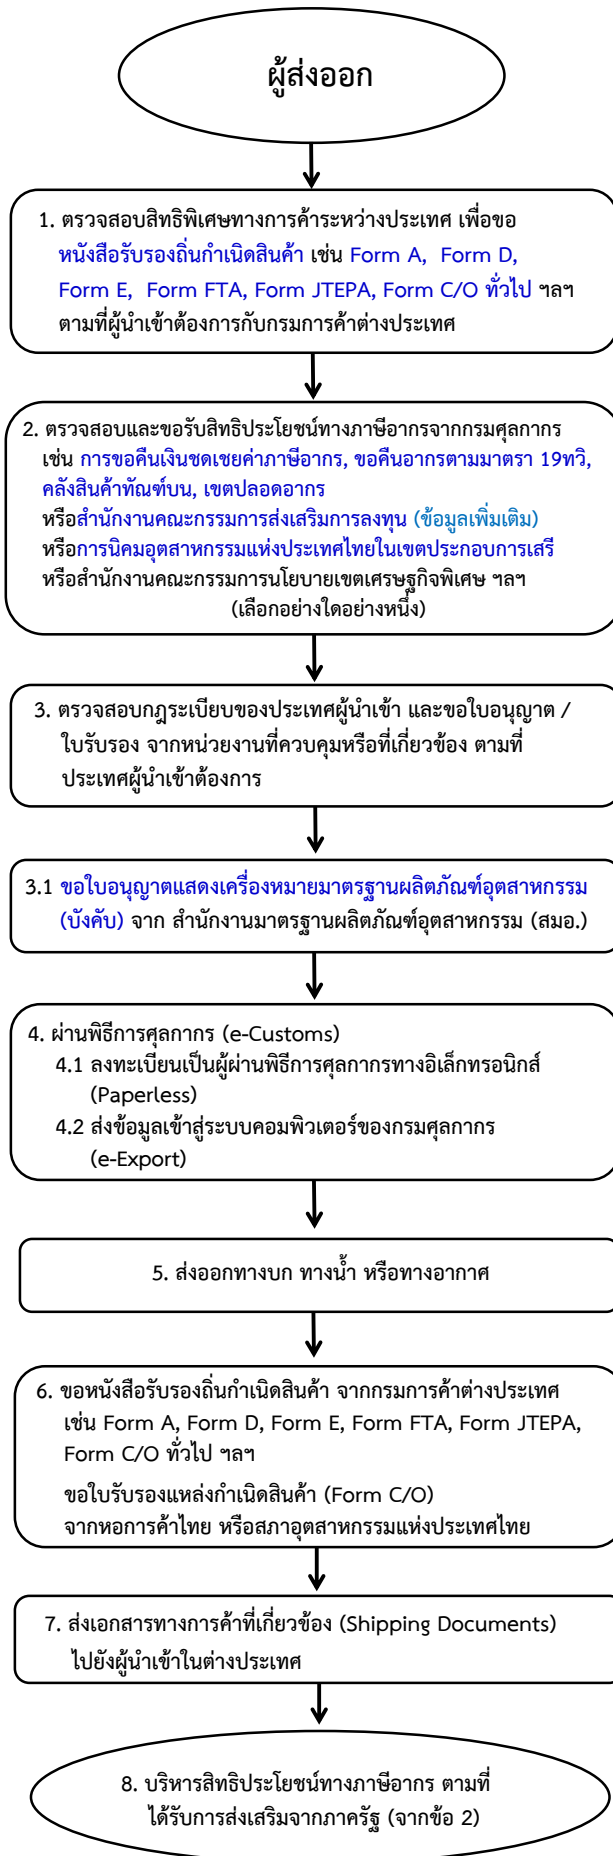 ผู้ส่งออก
1. ตรวจสอบสิทธิพิเศษทางการค้าระหว่างประเทศ เพื่อขอ
หนังสือรับรองถิ่นกำเนิดสินค้า เช่น Form A, Form D,
Form E, Form FTA, Form JTEPA, Form C/O ทั่วไป ฯลฯ
ตามที่ผู้นำเข้าต้องการกับกรมการค้าต่างประเทศ
2. ตรวจสอบและขอรับสิทธิประโยชน์ทางภาษีอากรจากกรมศุลกากร
เช่น การขอคืนเงินชดเชยค่าภาษีอากร, ขอคืนอากรตามมาตรา 19ทวิ,
คลังสินค้าทัณฑ์บน, เขตปลอดอากร
หรือสำนักงานคณะกรรมการส่งเสริมการลงทุน (ข้อมูลเพิ่มเติม)
หรือการนิคมอุตสาหกรรมแห่งประเทศไทยในเขตประกอบการเสรี
หรือสำนักงานคณะกรรมการนโยบายเขตเศรษฐกิจพิเศษ ฯลฯ
(เลือกอย่างใดอย่างหนึ่ง)
3. ตรวจสอบกฎระเบียบของประเทศผู้นำเข้า และขอใบอนุญาต /
ใบรับรอง จากหน่วยงานที่ควบคุมหรือที่เกี่ยวข้อง ตามที่
ประเทศผู้นำเข้าต้องการ
3.1 ขอใบอนุญาตแสดงเครื่องหมายมาตรฐานผลิตภัณฑ์อุตสาหกรรม
(บังคับ) จาก สำนักงานมาตรฐานผลิตภัณฑ์อุตสาหกรรม (สมอ.)
4. ผ่านพิธีการศุลกากร (e-Customs)
4.1 ลงทะเบียนเป็นผู้ผ่านพิธีการศุลกากรทางอิเล็กทรอนิกส์
(Paperless)
4.2 ส่งข้อมูลเข้าสู่ระบบคอมพิวเตอร์ของกรมศุลกากร
(e-Export)
5. ส่งออกทางบก ทางน้ำ หรือทางอากาศ
6. ขอหนังสือรับรองถิ่นกำเนิดสินค้า จากกรมการค้าต่างประเทศ
เช่น Form A, Form D, Form E, Form FTA, Form JTEPA,
Form C/O ทั่วไป ฯลฯ
ขอใบรับรองแหล่งกำเนิดสินค้า (Form C/O)
จากหอการค้าไทย หรือสภาอุตสาหกรรมแห่งประเทศไทย
7. ส่งเอกสารทางการค้าที่เกี่ยวข้อง (Shipping Documents)
ไปยังผู้นำเข้าในต่างประเทศ
8. บริหารสิทธิประโยชน์ทางภาษีอากร ตามที่
ได้รับการส่งเสริมจากภาครัฐ (จากข้อ 2)